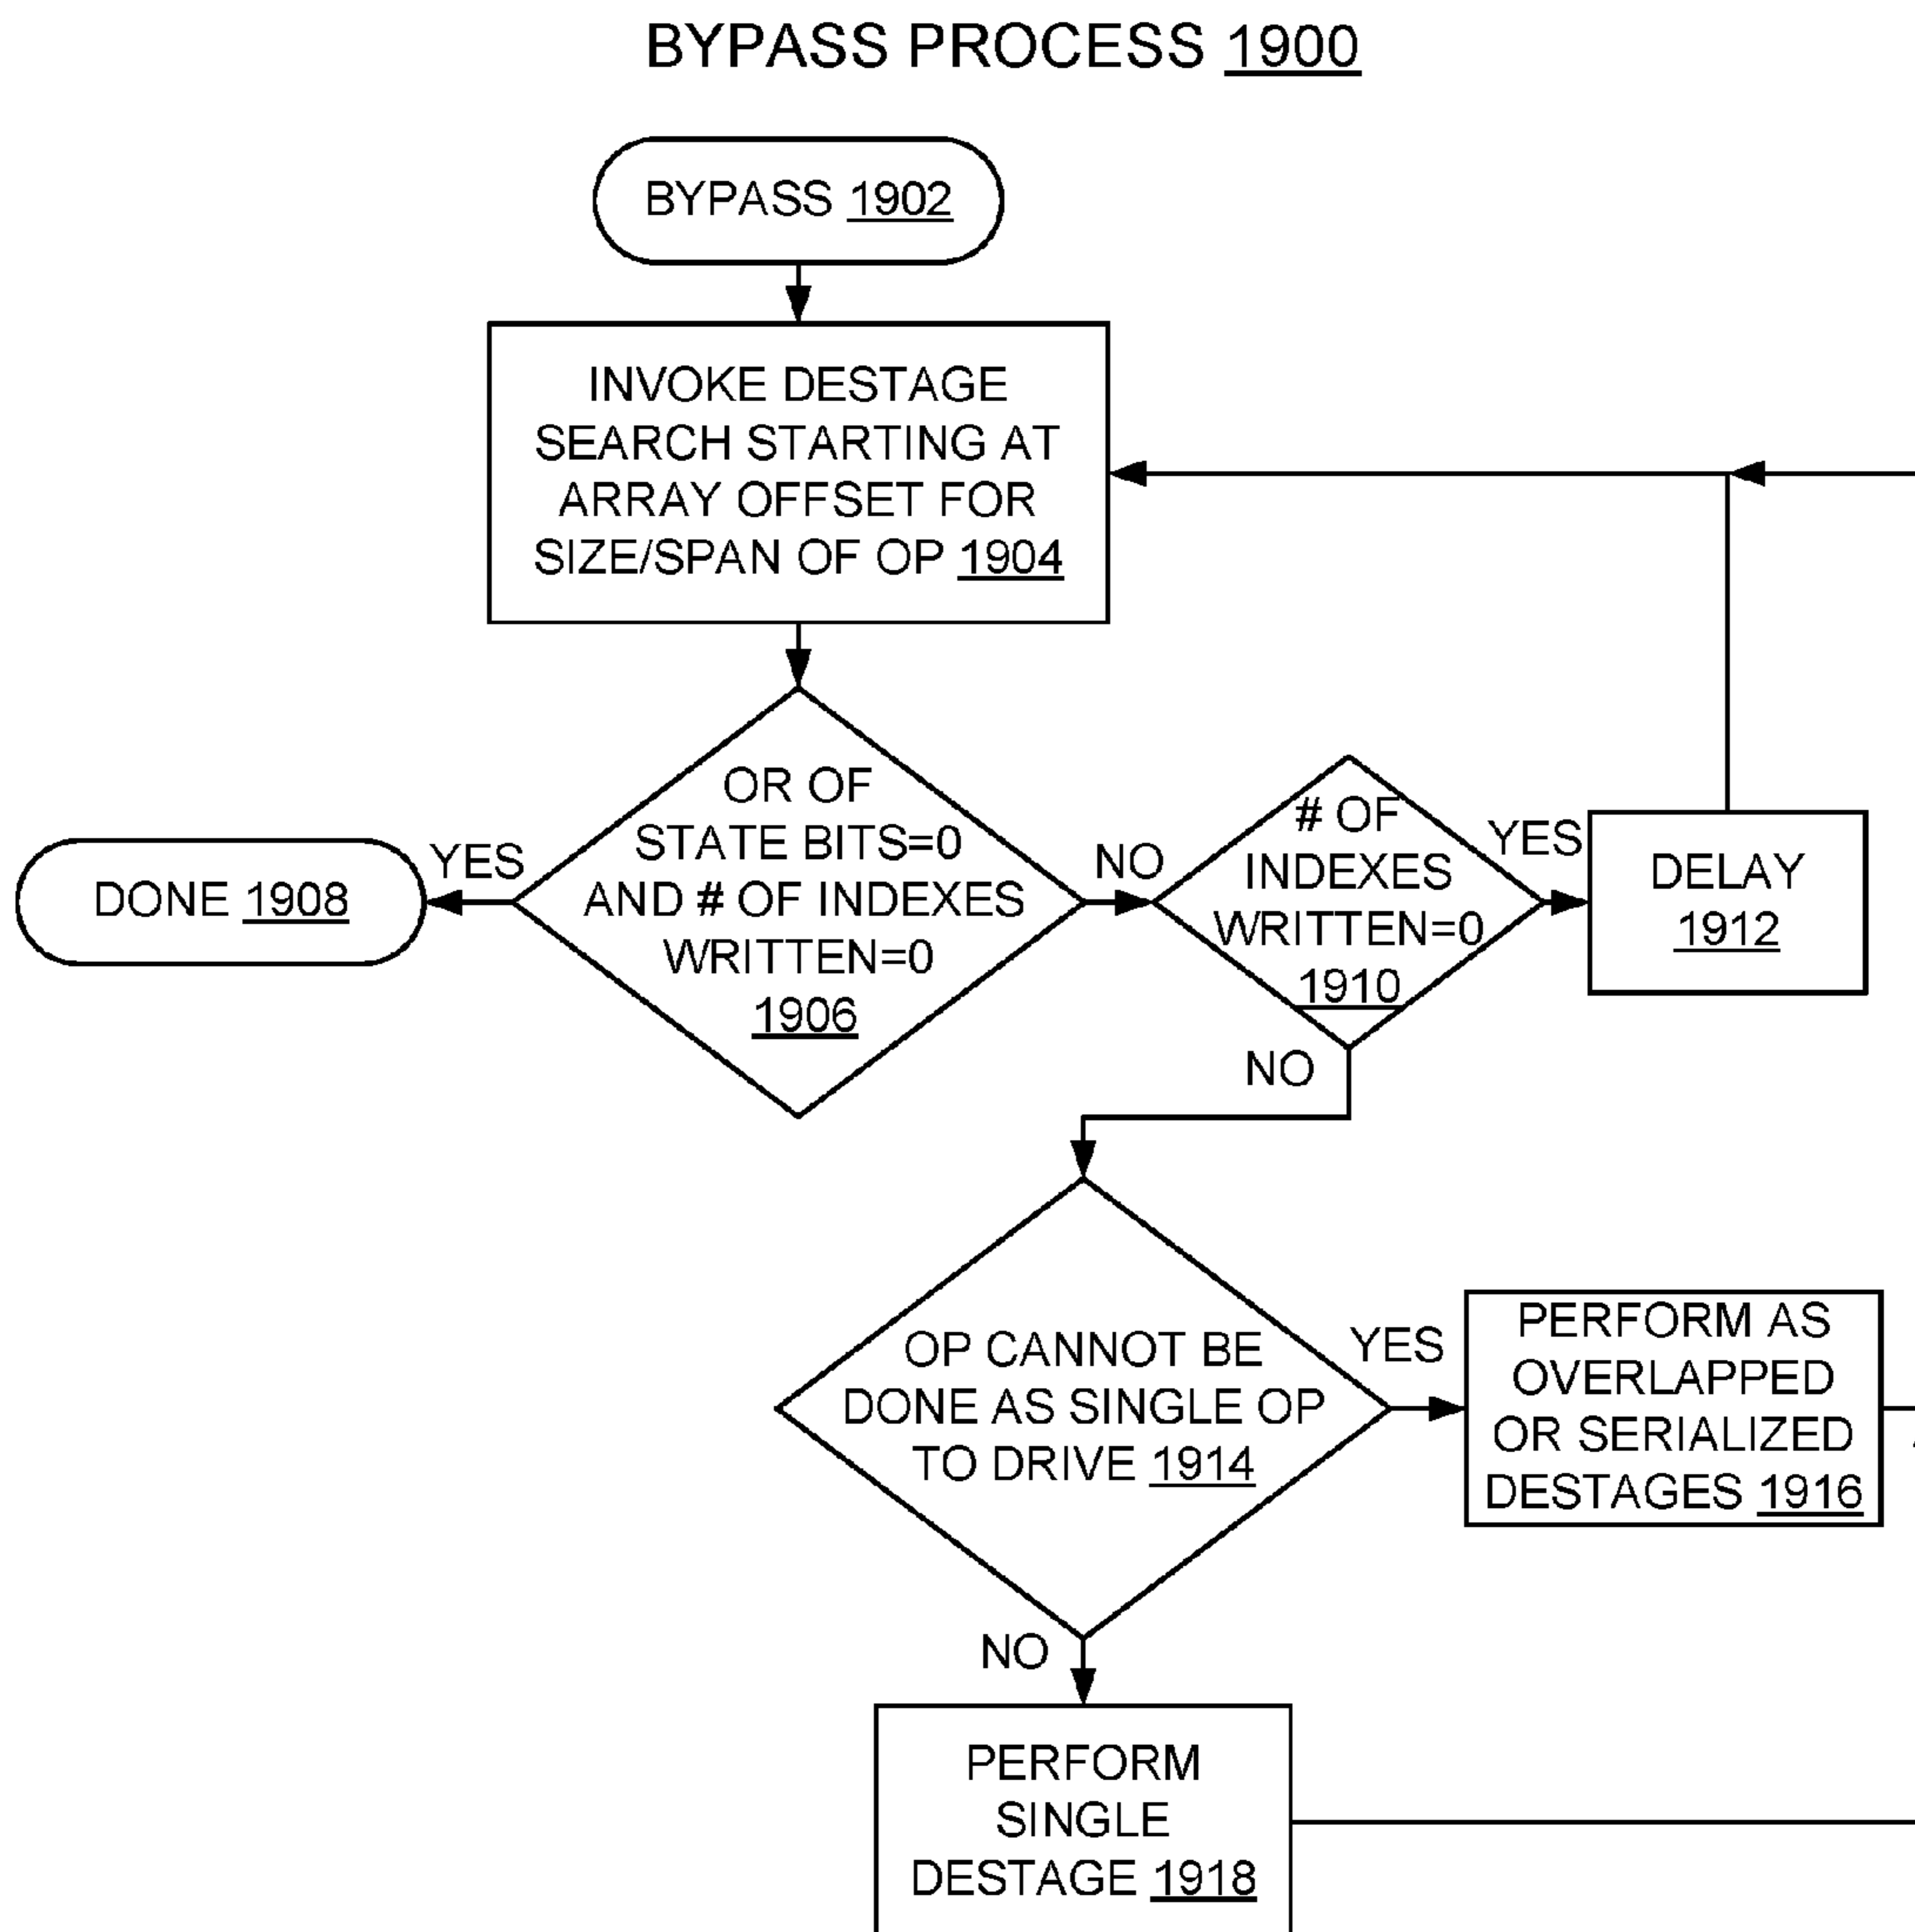 BYPASS PROCESS 1900
BYPASS 1902
INVOKE DESTAGE
SEARCH STARTING AT
ARRAY OFFSET FOR
SIZE/SPAN OF OP 1904
OR OF
STATE BITS=0
AND # OF INDEXES
WRITTEN=0
1906
YES
DONE 1908
NO
# OF
INDEXES
WRITTEN=0
1910
YES
DELAY
1912
NO
OP CANNOT BE
DONE AS SINGLE OP
TO DRIVE 1914
YES
PERFORM AS
OVERLAPPED
OR SERIALIZED
DESTAGES 1916
NO
PERFORM
SINGLE
DESTAGE 1918